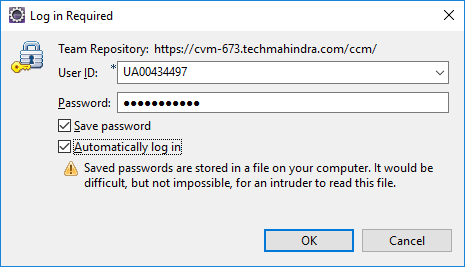 Log in Required
Team Repository: https://cvm-673.techmahindra.com/ccm/
User ID: * UA00434497
Password: ●●●●●●●●●●●
Save password
Automatically log in
Saved passwords are stored in a file on your computer. It would be
difficult, but not impossible, for an intruder to read this file.
OK Cancel